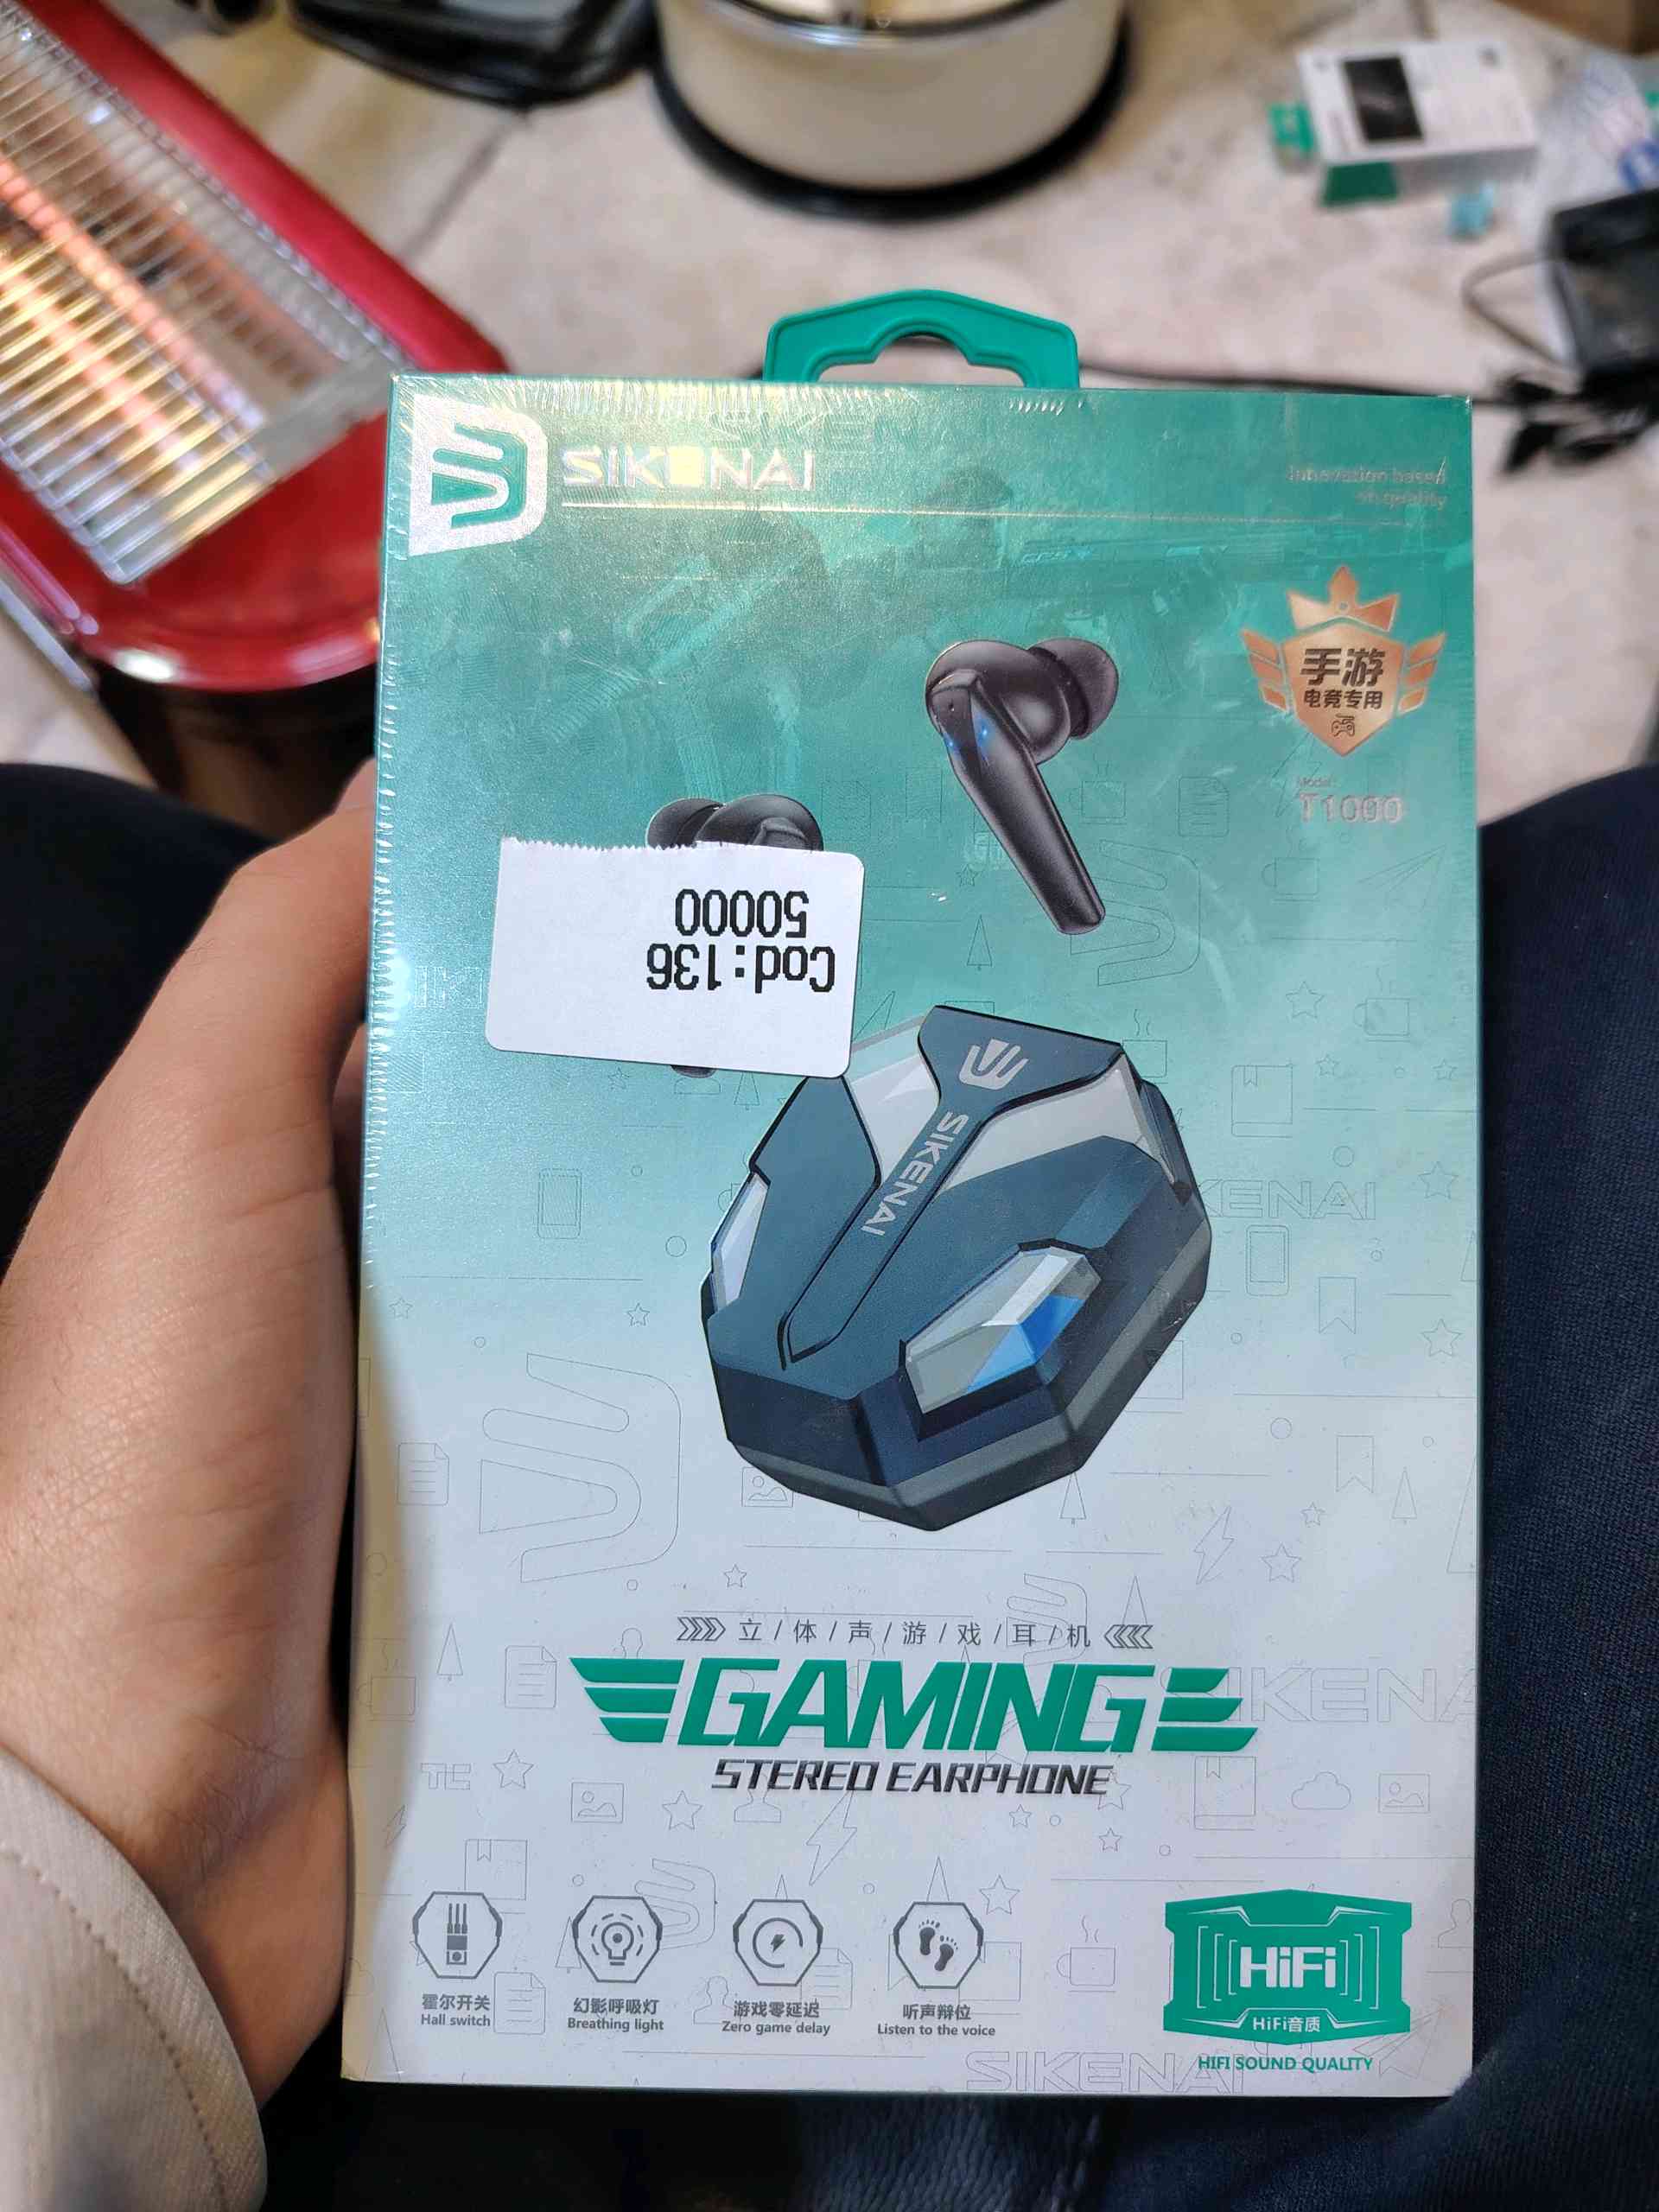 SIKENAI
Innovation based
on quality
手游
电竞专用
Model:
T1000
Cod:136
50000
SIKENAI
立/体/声/游/戏/耳/机
GAMING
STEREO EARPHONE
霍尔开关
Hall switch
幻影呼吸灯
Breathing light
游戏零延迟
Zero game delay
听声辩位
Listen to the voice
HiFi
HiFi音质
HIFI SOUND QUALITY
SIKENAI